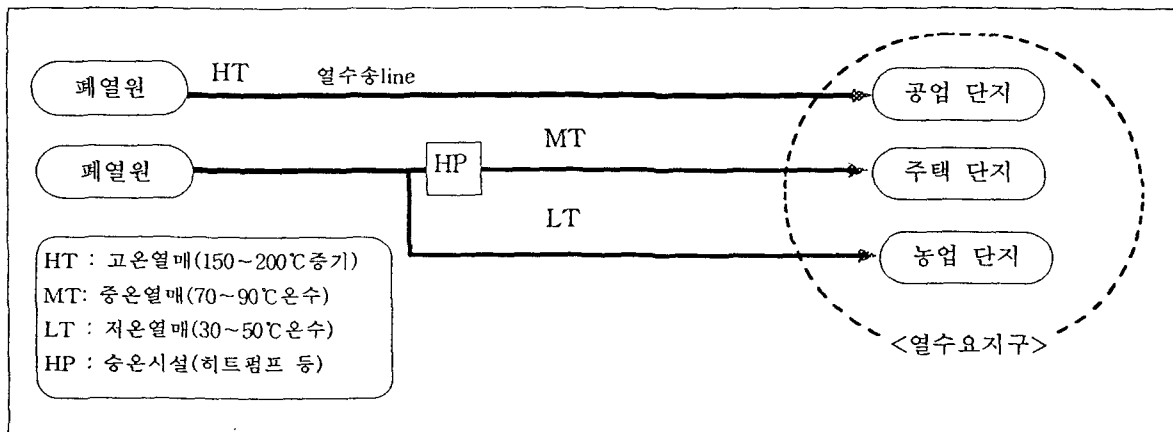 폐열원 HT 열수송line 공업 단지
MT
폐열원 HP 주택 단지
LT
농업 단지
HT : 고온열매(150~200℃증기)
MT: 중온열매(70~90℃온수)
LT : 저온열매(30~50℃온수)
HP : 승온시설(히트펌프 등)
<열수요지구>